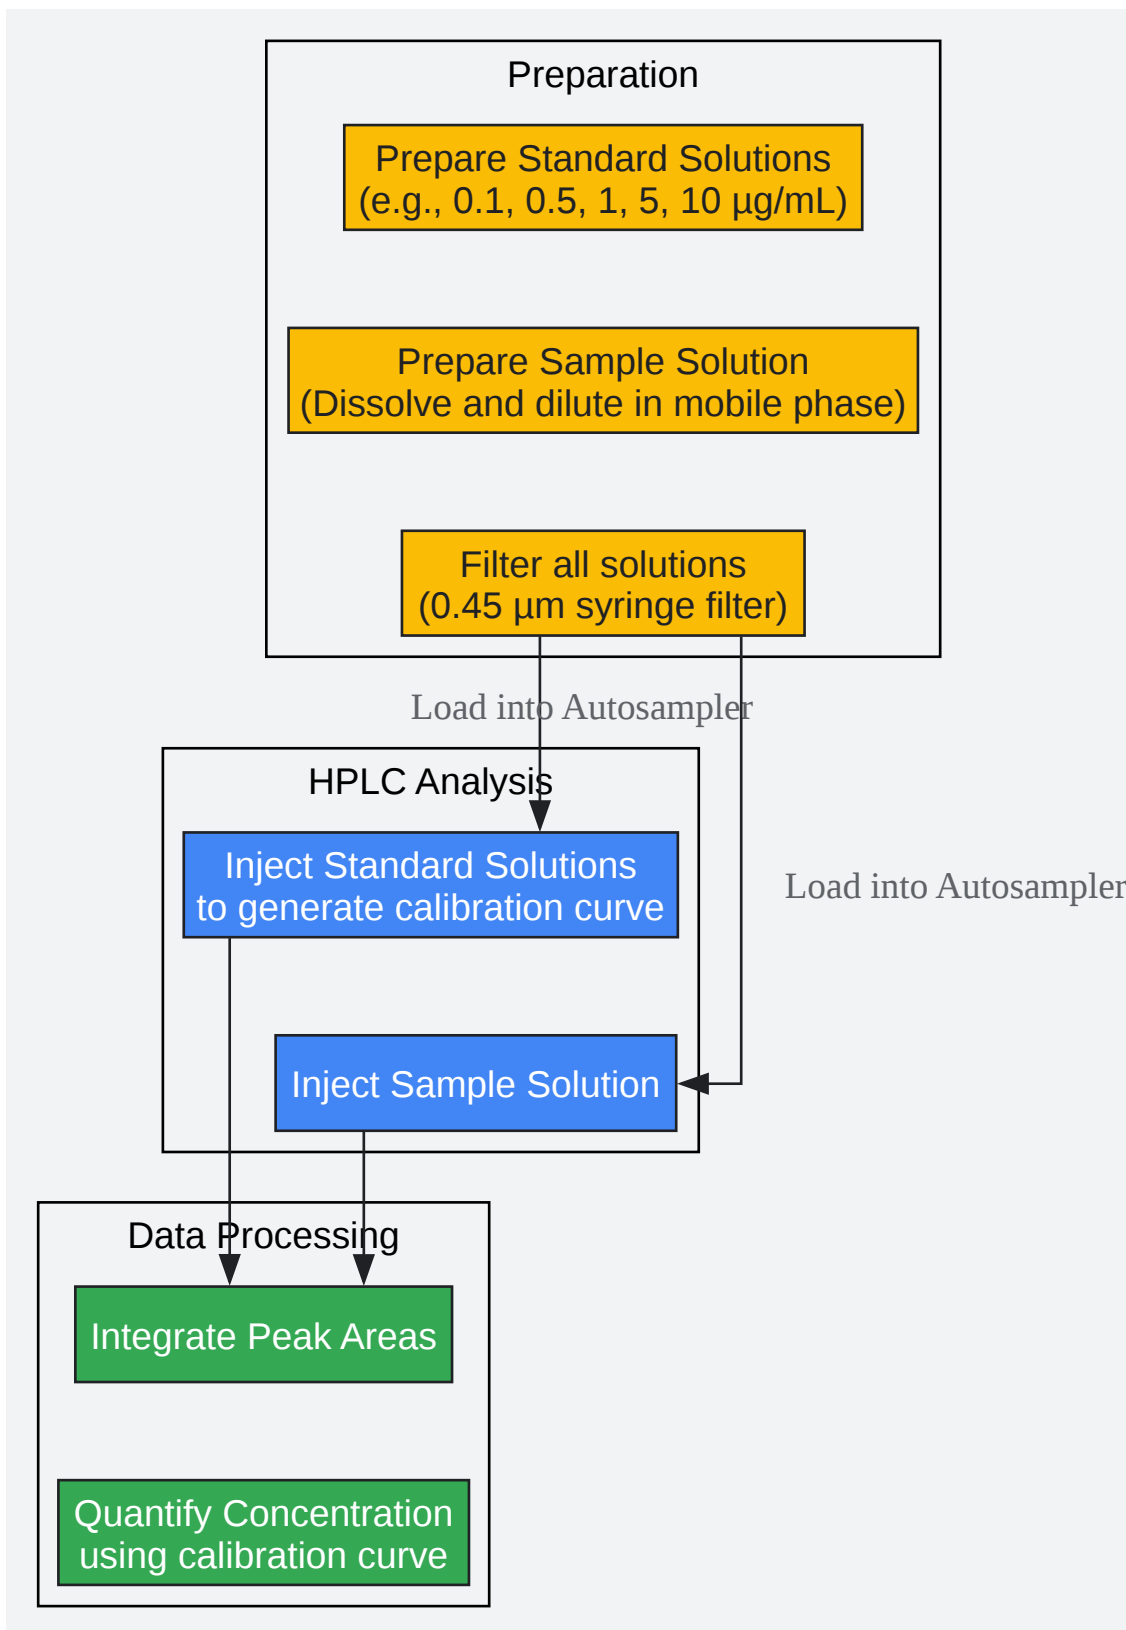 Preparation
Prepare Standard Solutions
(e.g., 0.1, 0.5, 1, 5, 10 µg/mL)
Prepare Sample Solution
(Dissolve and dilute in mobile phase)
Filter all solutions
(0.45 µm syringe filter)
Load into Autosampler
HPLC Analysis
Inject Standard Solutions
to generate calibration curve
Load into Autosampler
Inject Sample Solution
Data Processing
Integrate Peak Areas
Quantify Concentration
using calibration curve